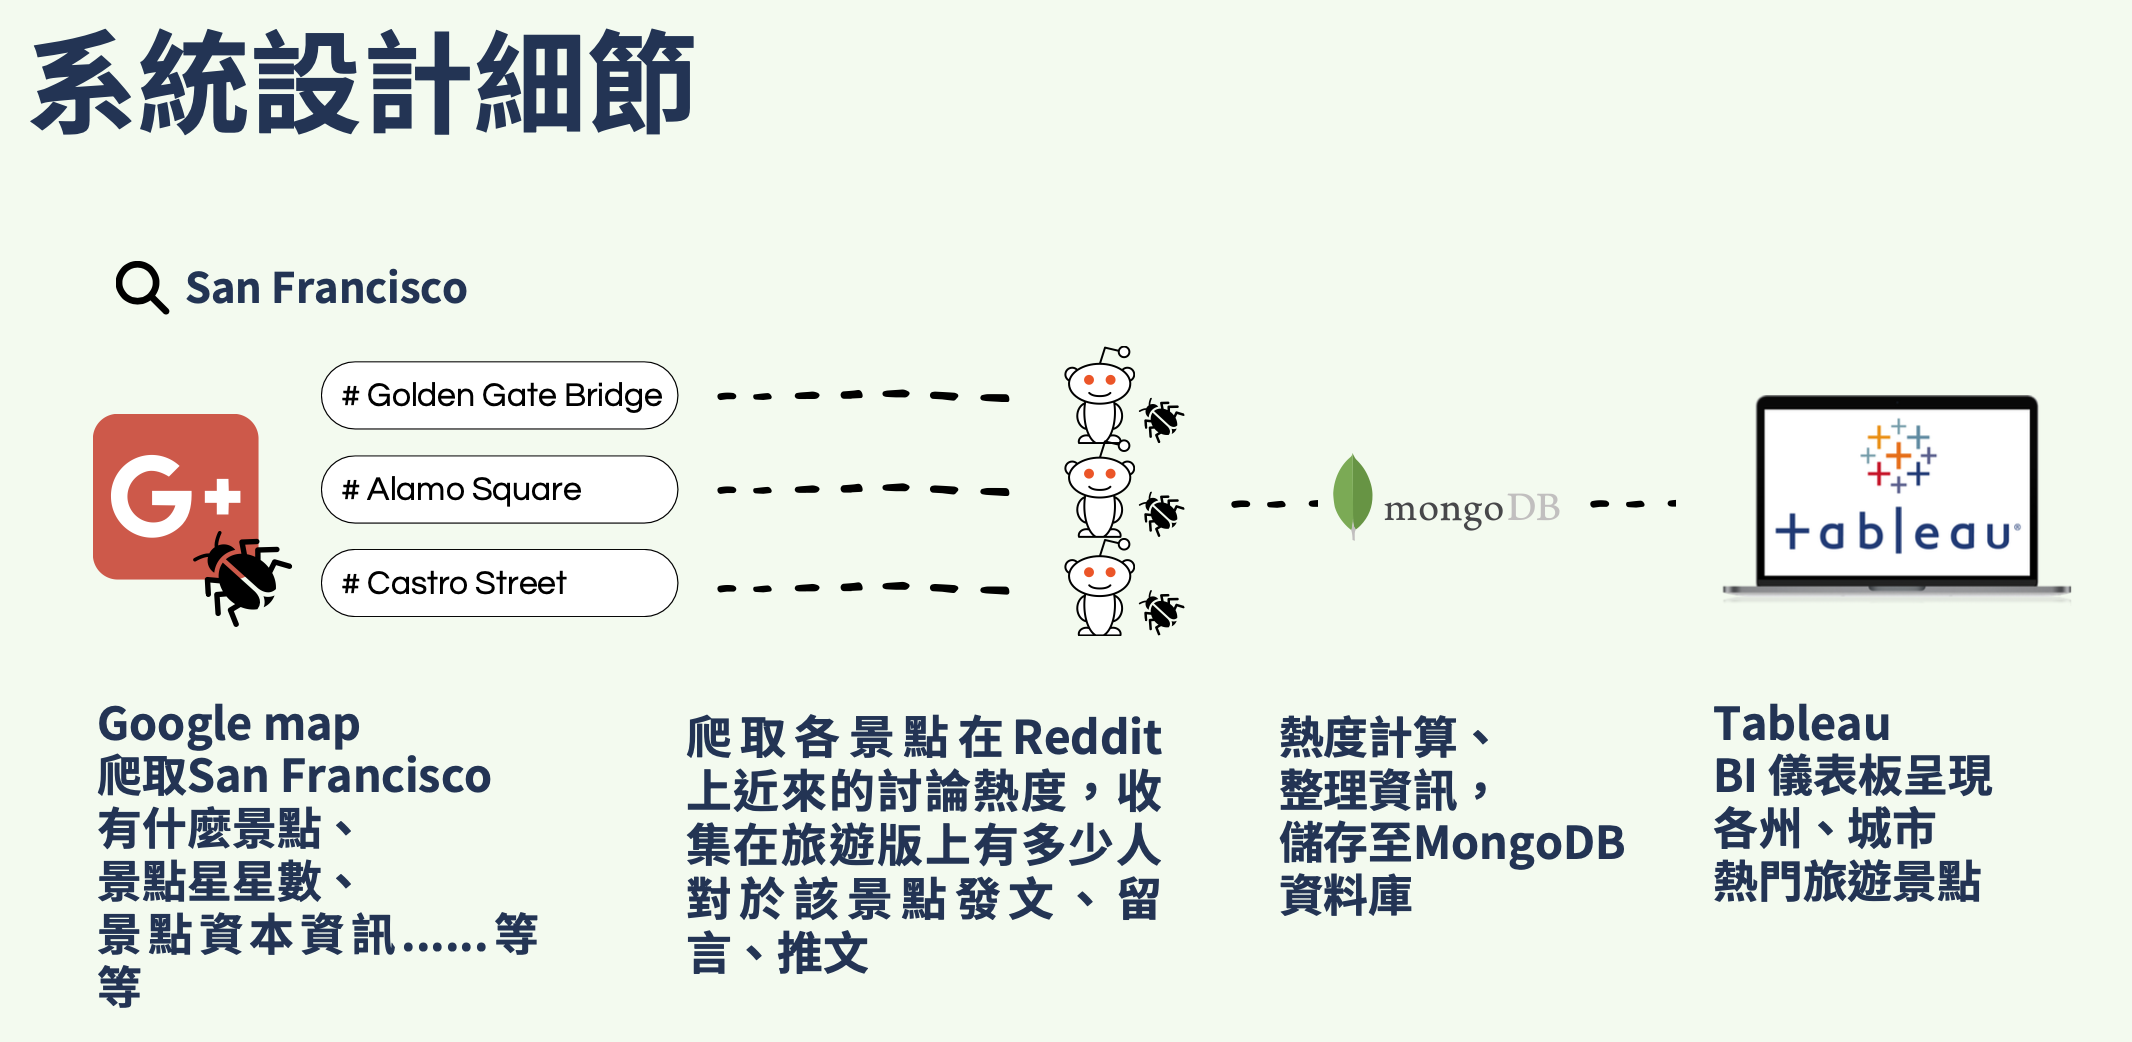 系統設計細節
San Francisco
# Golden Gate Bridge
# Alamo Square
# Castro Street
G+
mongoDB
+ableau®
Google map
爬取San Francisco
有什麼景點、
景點星星數、
景點資本資訊......等
等
爬取各景點在Reddit
上近來的討論熱度，收
集在旅遊版上有多少人
對於該景點發文、留
言、推文
熱度計算、
整理資訊，
儲存至MongoDB
資料庫
Tableau
BI 儀表板呈現
各州、城市
熱門旅遊景點